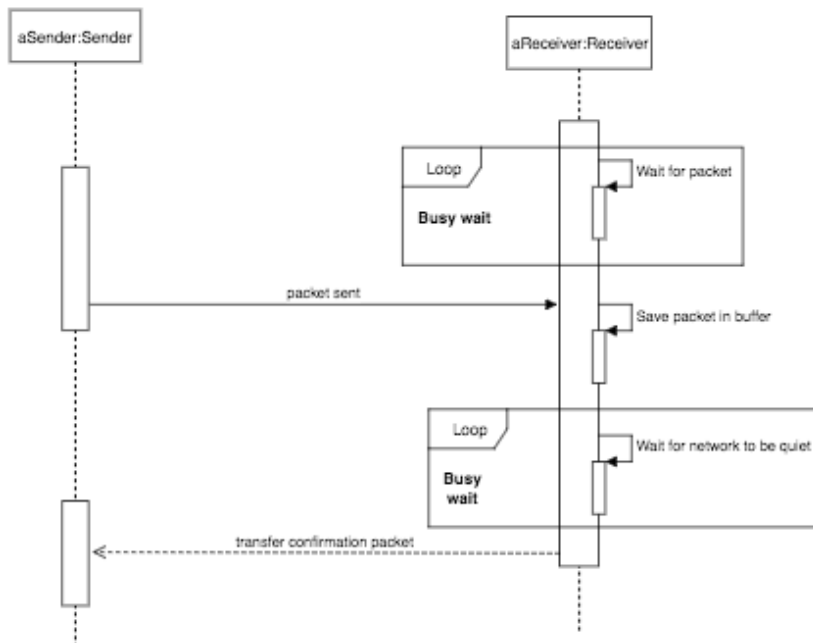 aSender:Sender
aReceiver:Receiver
Loop
Wait for packet
Busy wait
packet sent
Save packet in buffer
Loop
Wait for network to be quiet
Busy
wait
transfer confirmation packet